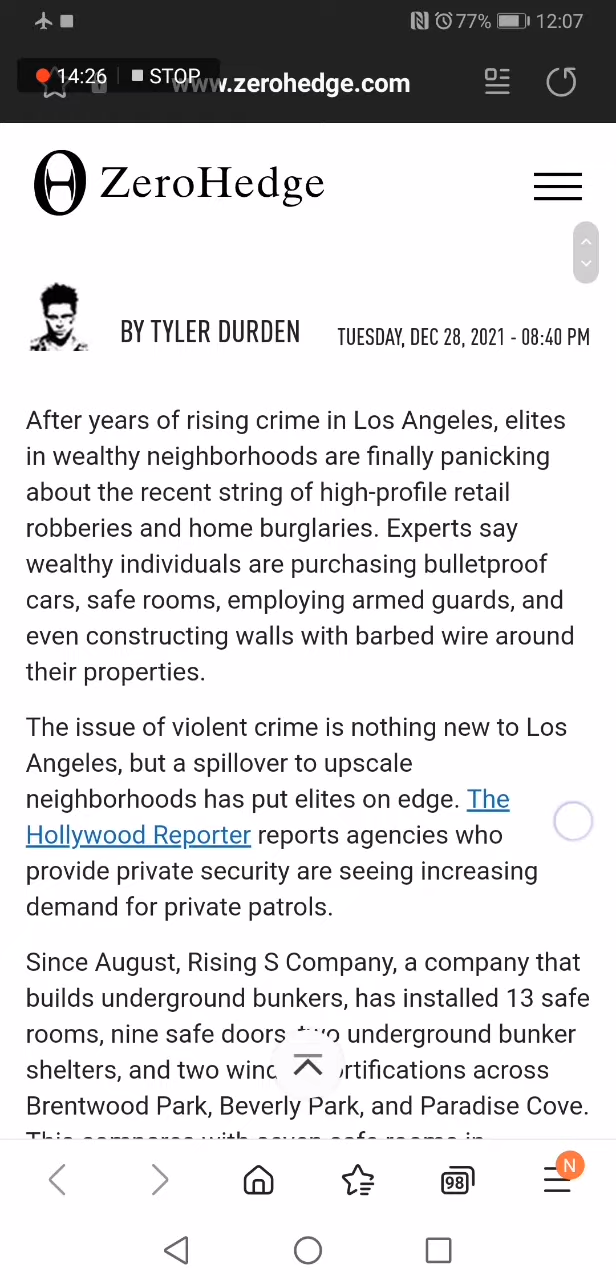 77% 12:07
14:26 STOP www.zerohedge.com
ZeroHedge
BY TYLER DURDEN TUESDAY, DEC 28, 2021 - 08:40 PM
After years of rising crime in Los Angeles, elites
in wealthy neighborhoods are finally panicking
about the recent string of high-profile retail
robberies and home burglaries. Experts say
wealthy individuals are purchasing bulletproof
cars, safe rooms, employing armed guards, and
even constructing walls with barbed wire around
their properties.
The issue of violent crime is nothing new to Los
Angeles, but a spillover to upscale
neighborhoods has put elites on edge. The
Hollywood Reporter reports agencies who
provide private security are seeing increasing
demand for private patrols.
Since August, Rising S Company, a company that
builds underground bunkers, has installed 13 safe
rooms, nine safe doors, two underground bunker
shelters, and two across
Brentwood Park, Beverly Park, and Paradise Cove.
98 N